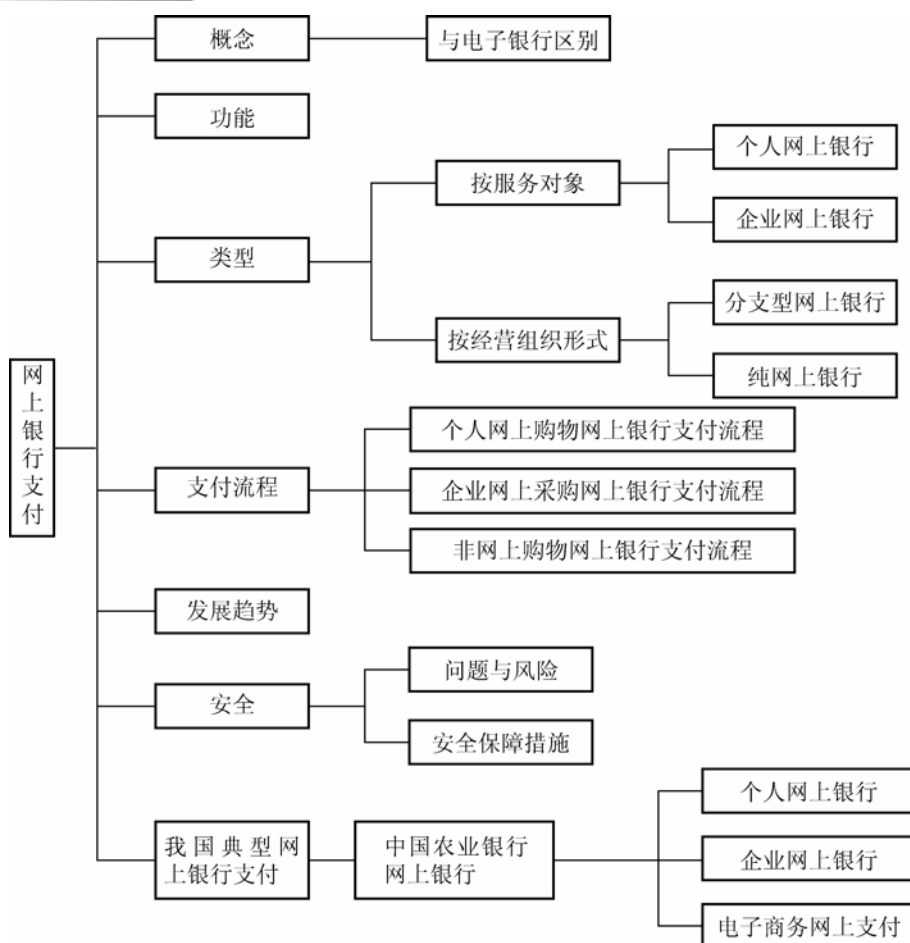 概念
与电子银行区别
功能
个人网上银行
按服务对象
企业网上银行
类型
分支型网上银行
按经营组织形式
纯网上银行
网上银行支付
个人网上购物网上银行支付流程
支付流程
企业网上采购网上银行支付流程
非网上购物网上银行支付流程
发展趋势
问题与风险
安全
安全保障措施
个人网上银行
我国典型网
上银行支付
中国农业银行
网上银行
企业网上银行
电子商务网上支付